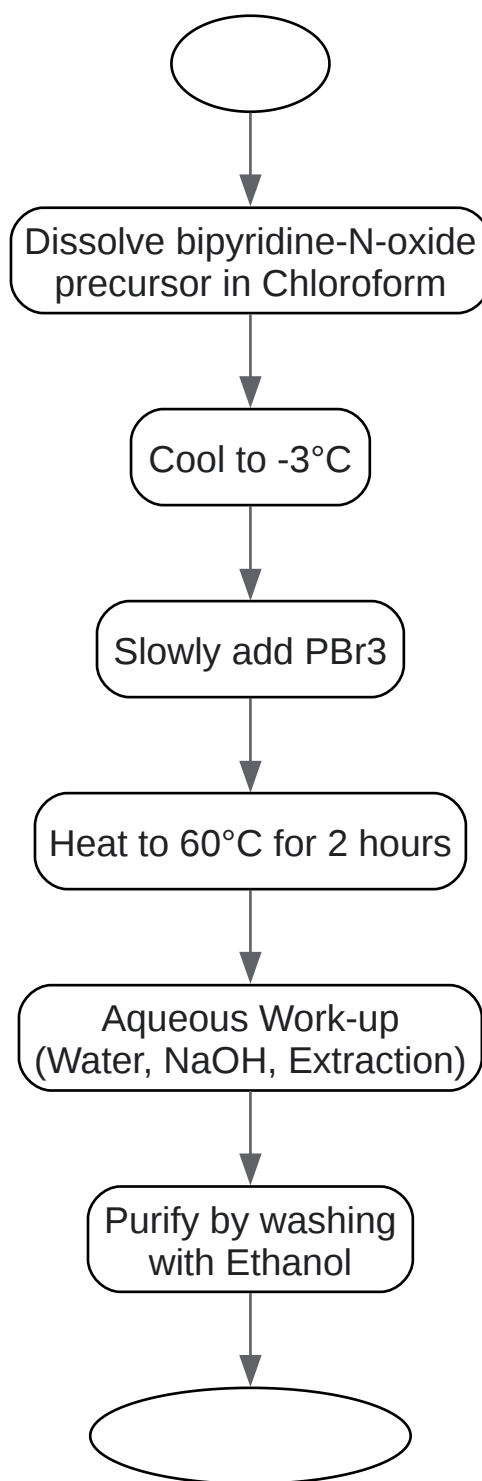 Dissolve bipyridine-N-oxide
precursor in Chloroform
Cool to -3°C
Slowly add PBr3
Heat to 60°C for 2 hours
Aqueous Work-up
(Water, NaOH, Extraction)
Purify by washing
with Ethanol